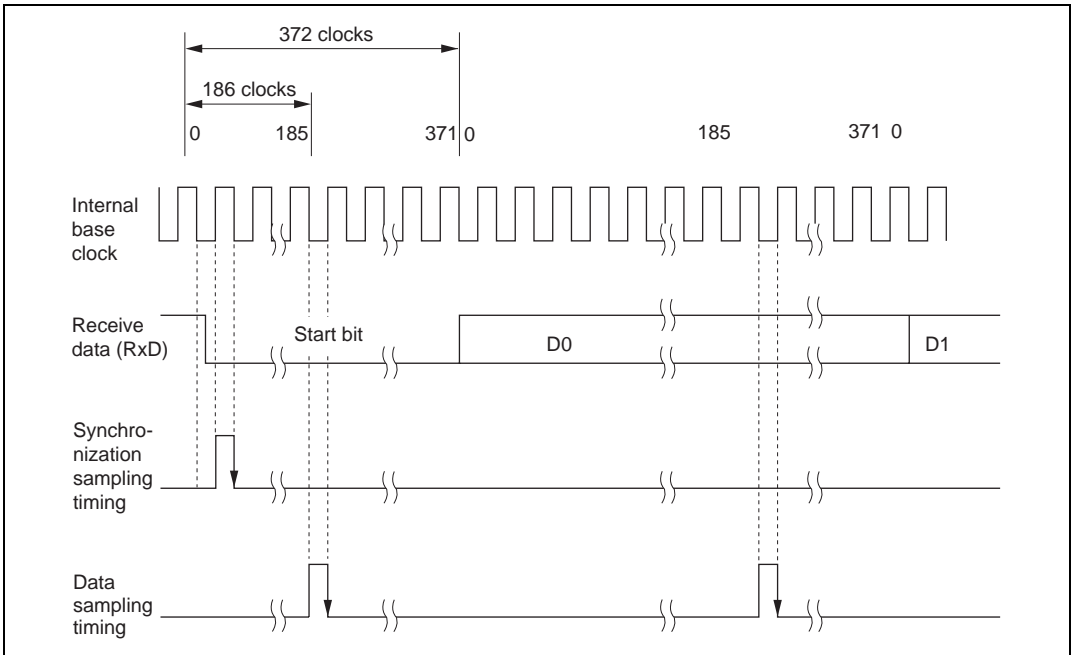 372 clocks
186 clocks
0 185 371 0 185 371 0
Internal
base
clock
Receive
data (RxD)
Start bit
D0
D1
Synchro-
nization
sampling
timing
Data
sampling
timing